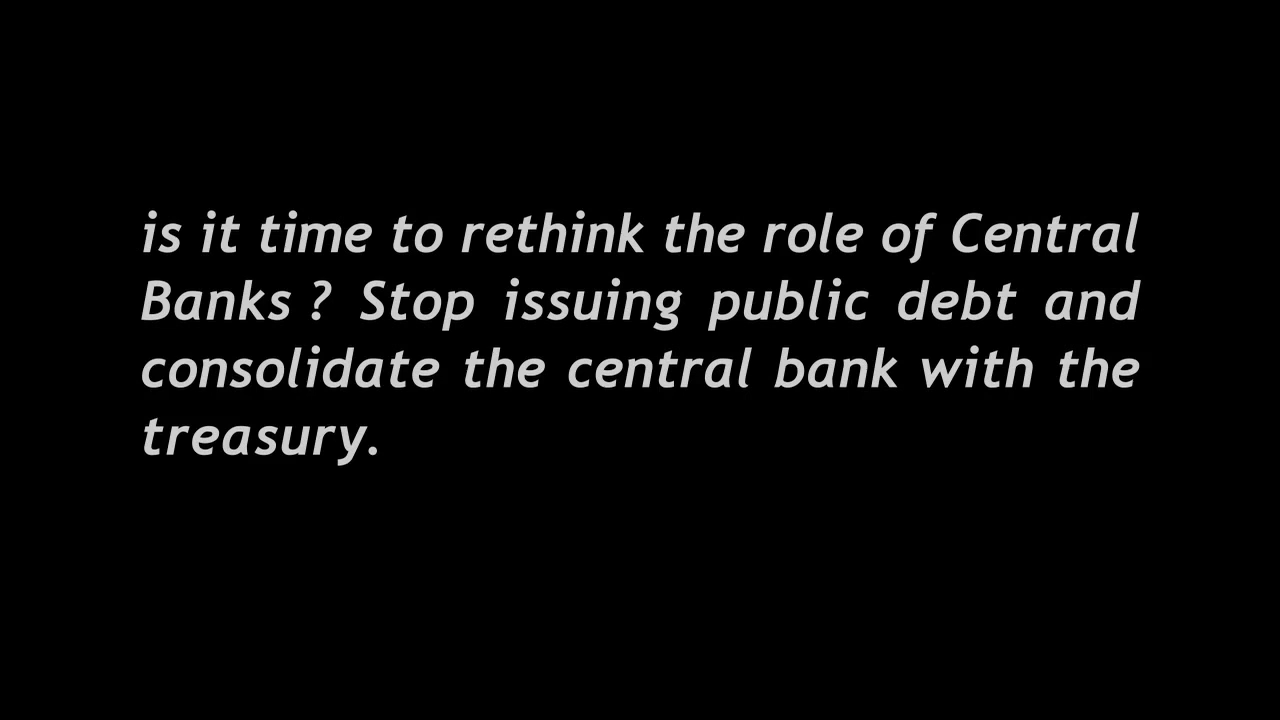 is it time to rethink the role of Central
Banks ? Stop issuing public debt and
consolidate the central bank with the
treasury.